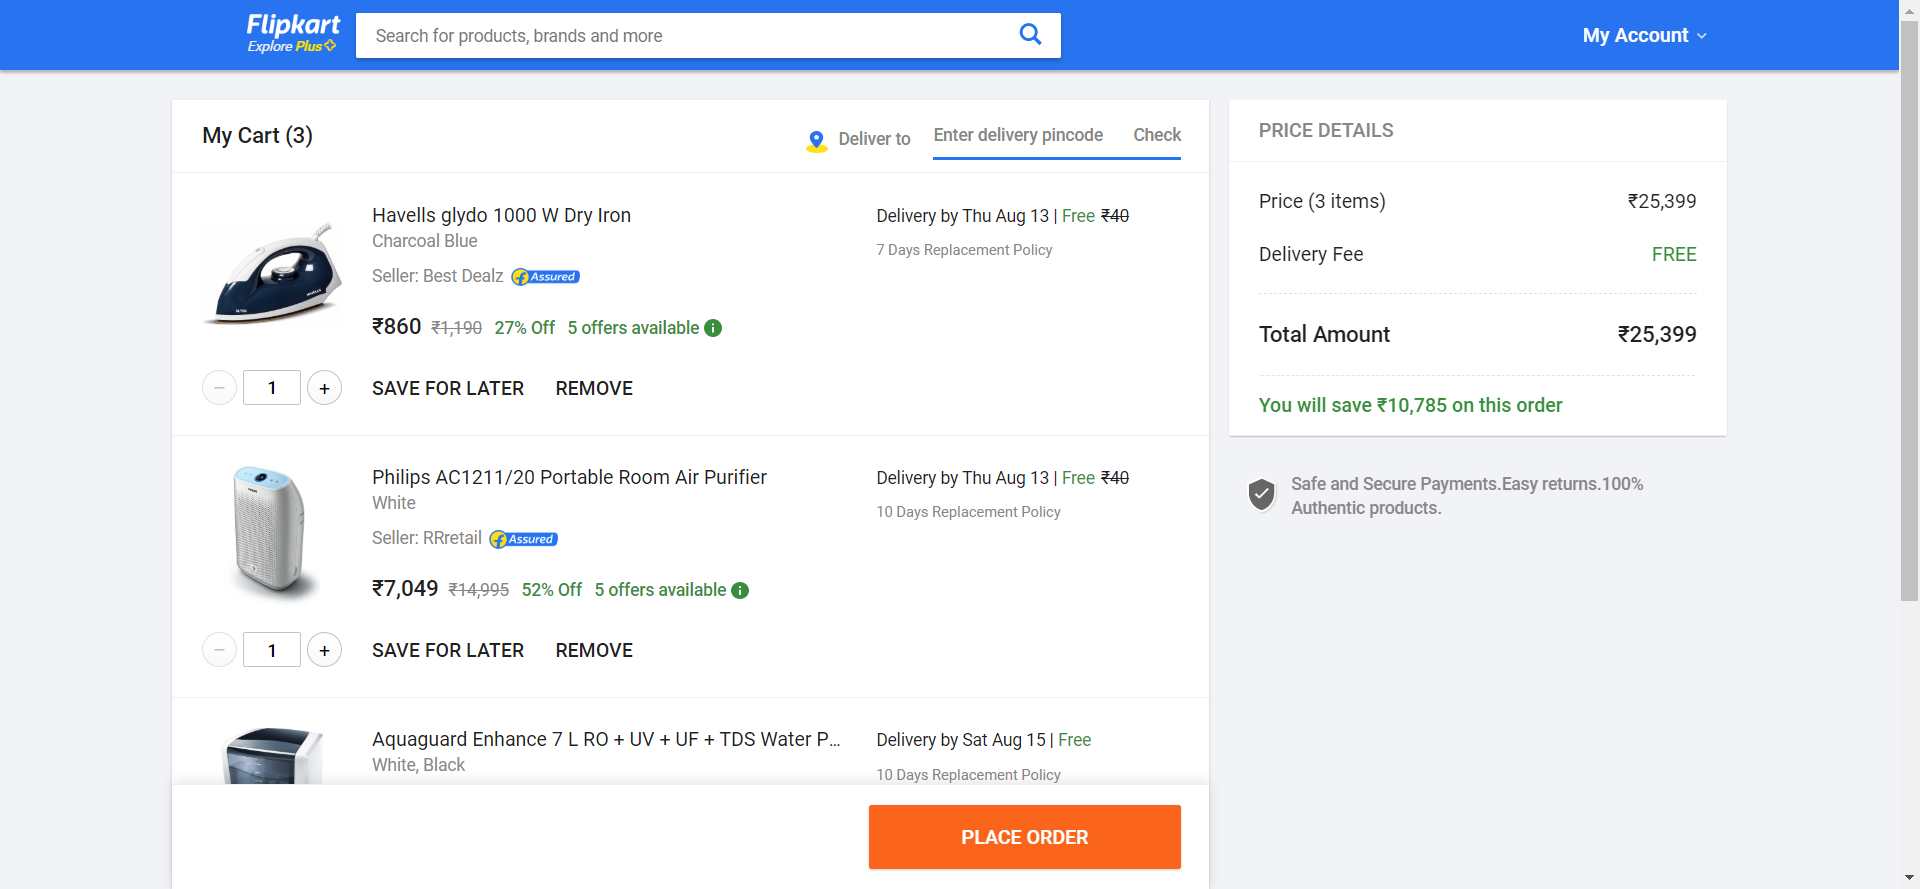 Flipkart
Explore Plus
Search for products, brands and more
My Account
My Cart (3)
Deliver to
Enter delivery pincode
Check
Havells glydo 1000 W Dry Iron
Charcoal Blue
Seller: Best Dealz
Assured
₹860 ₹1,190 27% Off 5 offers available
Delivery by Thu Aug 13 | Free ₹40
7 Days Replacement Policy
− 1 +
SAVE FOR LATER
REMOVE
Philips AC1211/20 Portable Room Air Purifier
White
Seller: RRretail
Assured
₹7,049 ₹14,995 52% Off 5 offers available
Delivery by Thu Aug 13 | Free ₹40
10 Days Replacement Policy
− 1 +
SAVE FOR LATER
REMOVE
Aquaguard Enhance 7 L RO + UV + UF + TDS Water P...
White, Black
Delivery by Sat Aug 15 | Free
10 Days Replacement Policy
PLACE ORDER
PRICE DETAILS
Price (3 items) ₹25,399
Delivery Fee FREE
Total Amount ₹25,399
You will save ₹10,785 on this order
Safe and Secure Payments.Easy returns.100%
Authentic products.